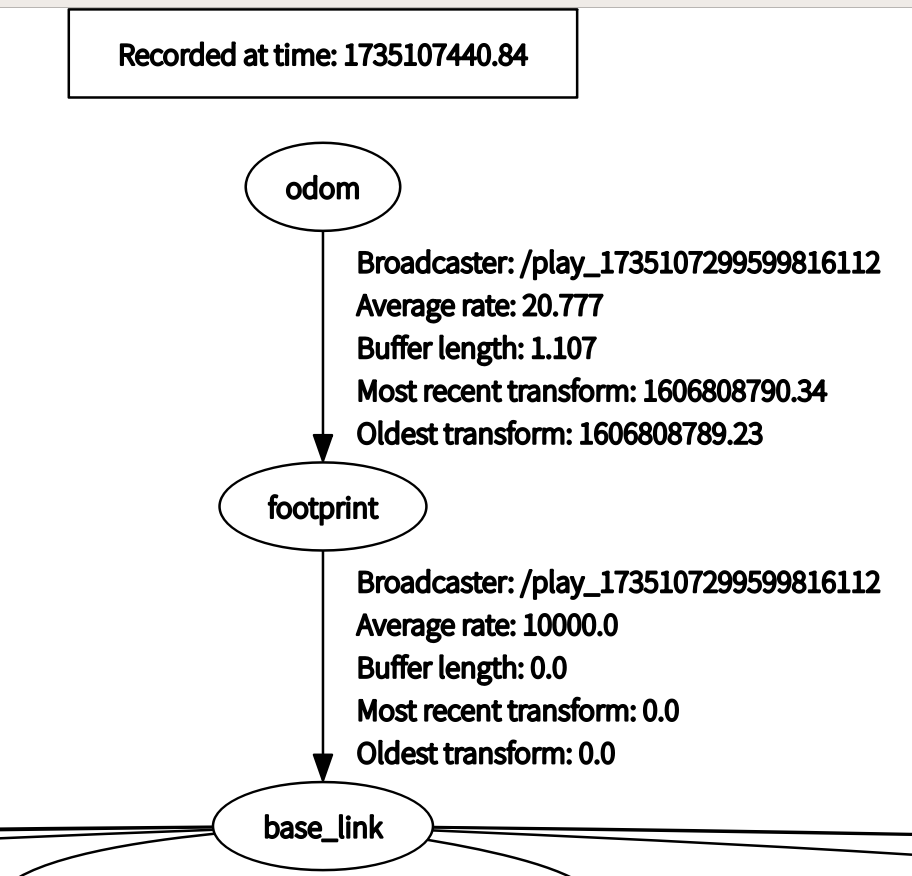 Recorded at time: 1735107440.84
odom
Broadcaster: /play_1735107299599816112
Average rate: 20.777
Buffer length: 1.107
Most recent transform: 1606808790.34
Oldest transform: 1606808789.23
footprint
Broadcaster: /play_1735107299599816112
Average rate: 10000.0
Buffer length: 0.0
Most recent transform: 0.0
Oldest transform: 0.0
base_link